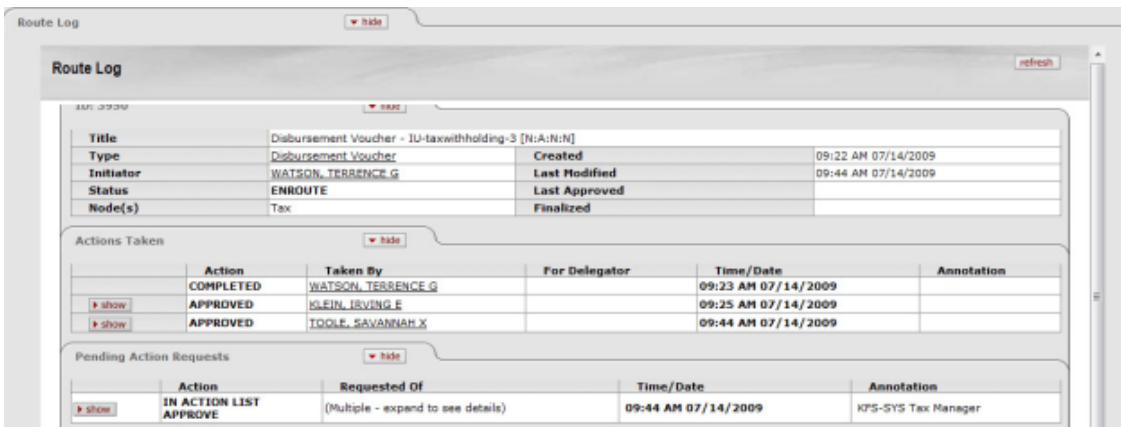 Route Log
hide
Route Log
refresh
ID: 3950
hide
Title Disbursement Voucher - IU-taxwithholding-3 [N:A:N:N]
Type Disbursement Voucher Created 09:22 AM 07/14/2009
Initiator WATSON, TERRENCE G Last Modified 09:44 AM 07/14/2009
Status ENROUTE Last Approved
Node(s) Tax Finalized
Actions Taken hide
Action Taken By For Delegator Time/Date Annotation
COMPLETED WATSON, TERRENCE G 09:23 AM 07/14/2009
show APPROVED KLEIN, IRVING E 09:25 AM 07/14/2009
show APPROVED TOOLE, SAVANNAH X 09:44 AM 07/14/2009
Pending Action Requests hide
Action Requested Of Time/Date Annotation
show IN ACTION LIST APPROVE (Multiple - expand to see details) 09:44 AM 07/14/2009 KFS-SYS Tax Manager